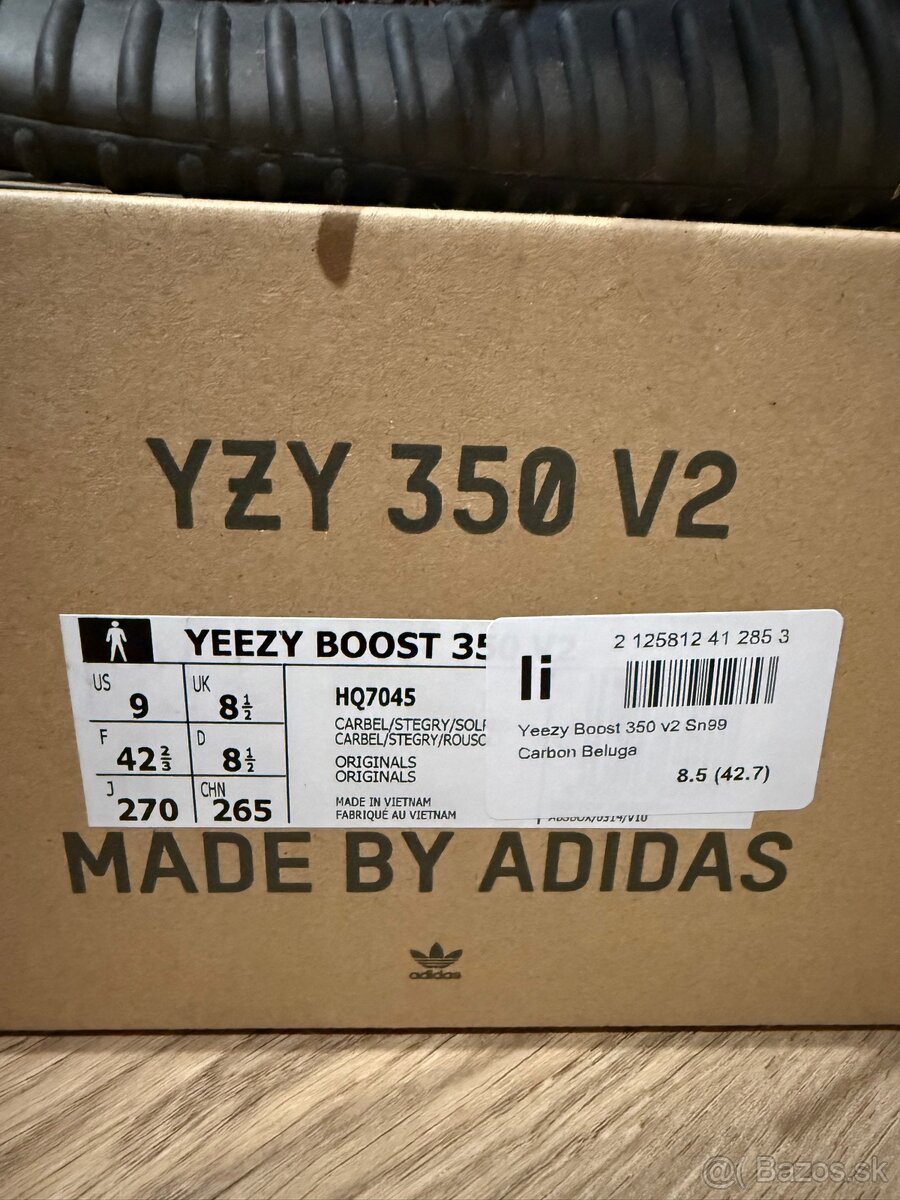 YZY 350 V2
YEEZY BOOST 350 V2
US 9 UK 8½
F 42⅔ D 8½
J 270 CHN 265
HQ7045
CARBEL/STEGRY/SOLR
CARBEL/STEGRY/ROUSC
ORIGINALS
ORIGINALS
MADE IN VIETNAM
FABRIQUÉ AU VIETNAM
2 125812 41 285 3
li
Yeezy Boost 350 v2 Sn99
Carbon Beluga
8.5 (42.7)
MADE BY ADIDAS
adidas
@( Bazos.sk